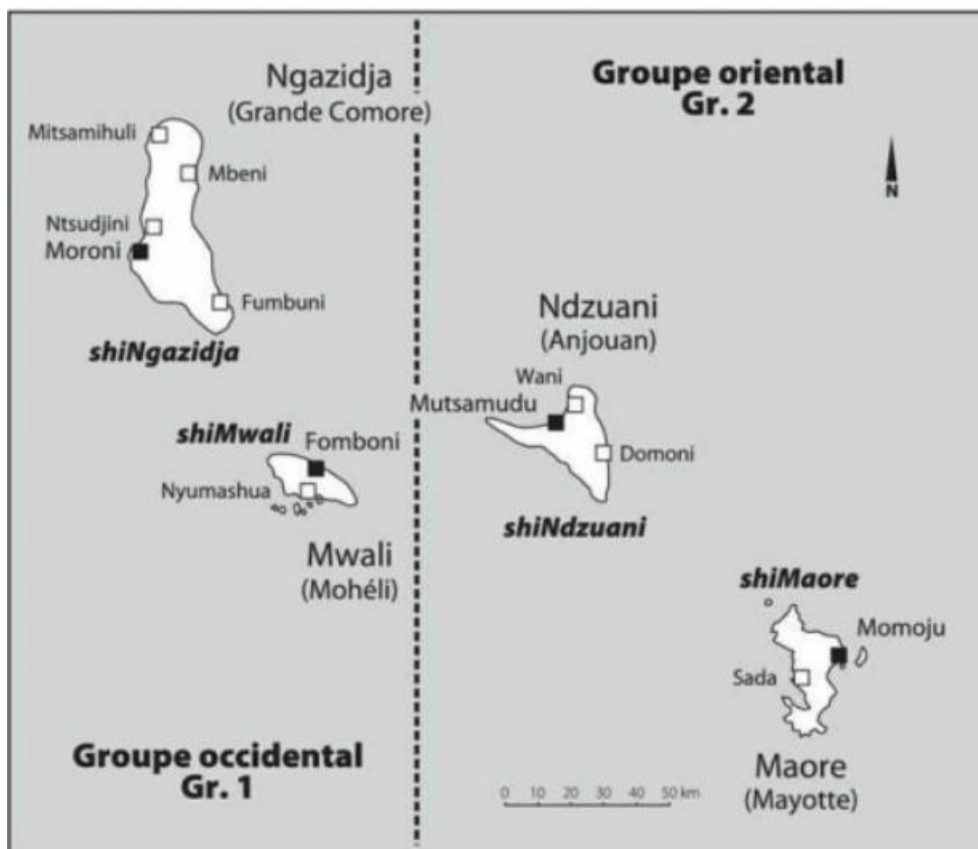 Ngazidja
(Grande Comore)
Groupe oriental
Gr. 2
Mitsamihuli
Mbeni
N
Ntsudjini
Moroni
Fumbuni
shiNgazidja
Ndzuani
(Anjouan)
Wani
Mutsamudu
Domoni
shiNdzuani
shiMwali
Fomboni
Nyumashua
Mwali
(Mohéli)
shiMaore
Momoju
Sada
Maore
(Mayotte)
Groupe occidental
Gr. 1
0 10 20 30 40 50 km